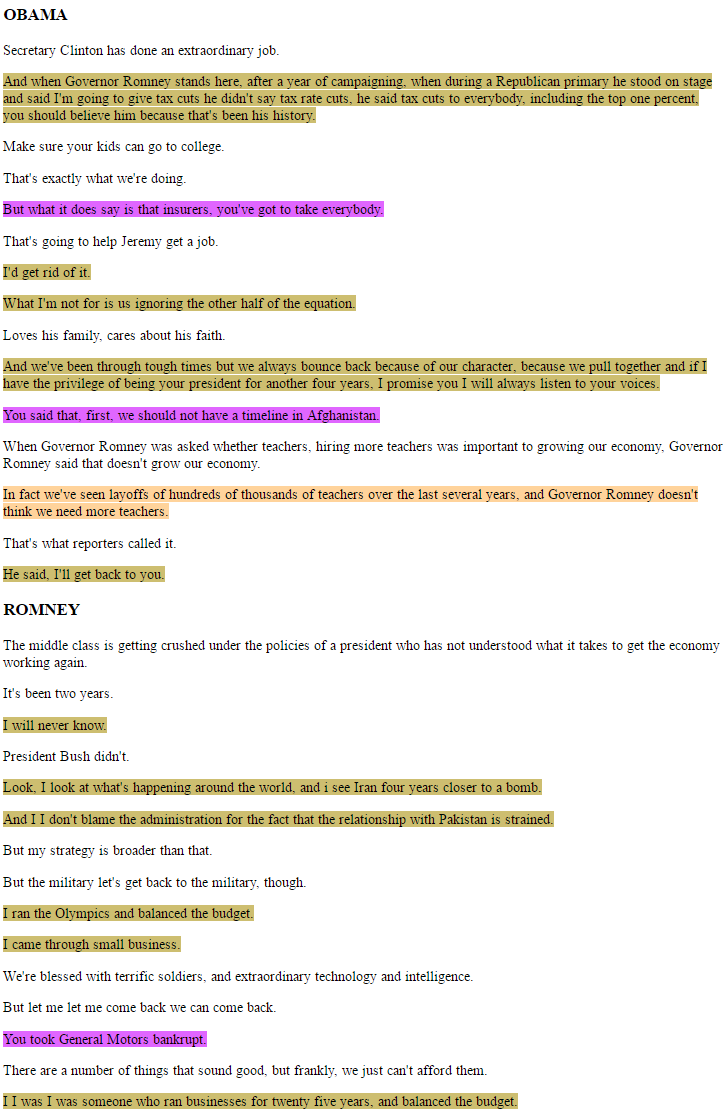 OBAMA
Secretary Clinton has done an extraordinary job.
And when Governor Romney stands here, after a year of campaigning, when during a Republican primary he stood on stage
and said I'm going to give tax cuts he didn't say tax rate cuts, he said tax cuts to everybody, including the top one percent,
you should believe him because that's been his history.
Make sure your kids can go to college.
That's exactly what we're doing.
But what it does say is that insurers, you've got to take everybody.
That's going to help Jeremy get a job.
I'd get rid of it.
What I'm not for is us ignoring the other half of the equation.
Loves his family, cares about his faith.
And we've been through tough times but we always bounce back because of our character, because we pull together and if I
have the privilege of being your president for another four years, I promise you I will always listen to your voices.
You said that, first, we should not have a timeline in Afghanistan.
When Governor Romney was asked whether teachers, hiring more teachers was important to growing our economy, Governor
Romney said that doesn't grow our economy.
In fact we've seen layoffs of hundreds of thousands of teachers over the last several years, and Governor Romney doesn't
think we need more teachers.
That's what reporters called it.
He said, I'll get back to you.
ROMNEY
The middle class is getting crushed under the policies of a president who has not understood what it takes to get the economy
working again.
It's been two years.
I will never know.
President Bush didn't.
Look, I look at what's happening around the world, and i see Iran four years closer to a bomb.
And I I don't blame the administration for the fact that the relationship with Pakistan is strained.
But my strategy is broader than that.
But the military let's get back to the military, though.
I ran the Olympics and balanced the budget.
I came through small business.
We're blessed with terrific soldiers, and extraordinary technology and intelligence.
But let me let me come back we can come back.
You took General Motors bankrupt.
There are a number of things that sound good, but frankly, we just can't afford them.
I I was I was someone who ran businesses for twenty five years, and balanced the budget.